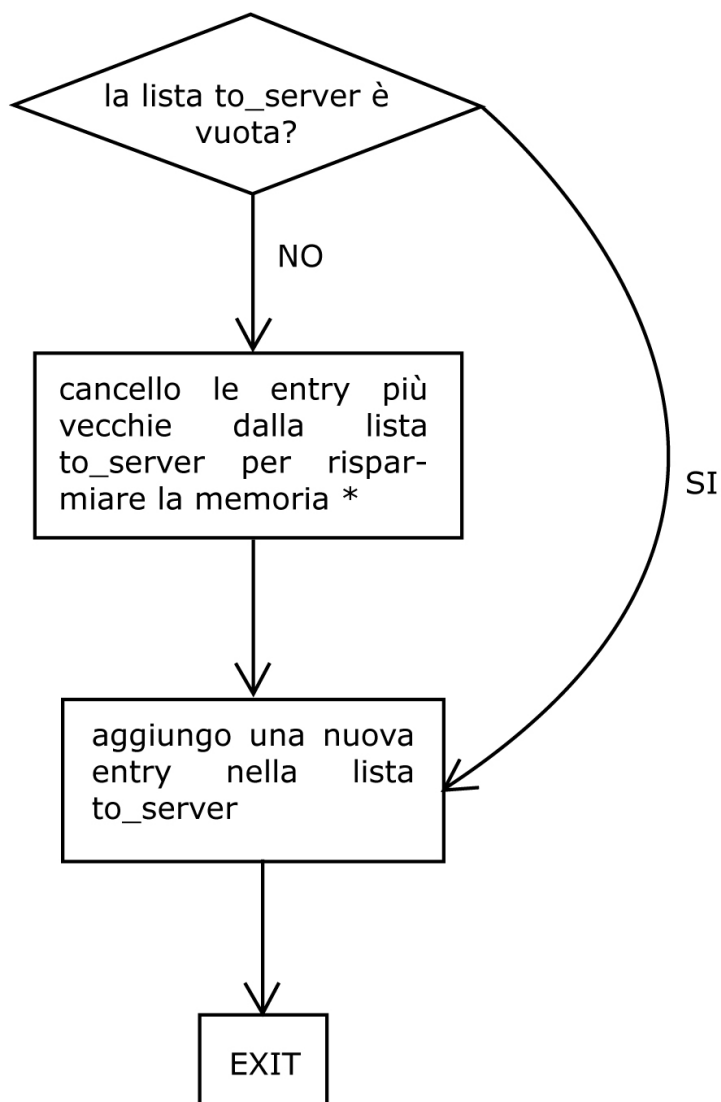 la lista to_server è
vuota?
NO
cancello le entry più
vecchie dalla lista
to_server per rispar-
miare la memoria *
SI
aggiungo una nuova
entry nella lista
to_server
EXIT